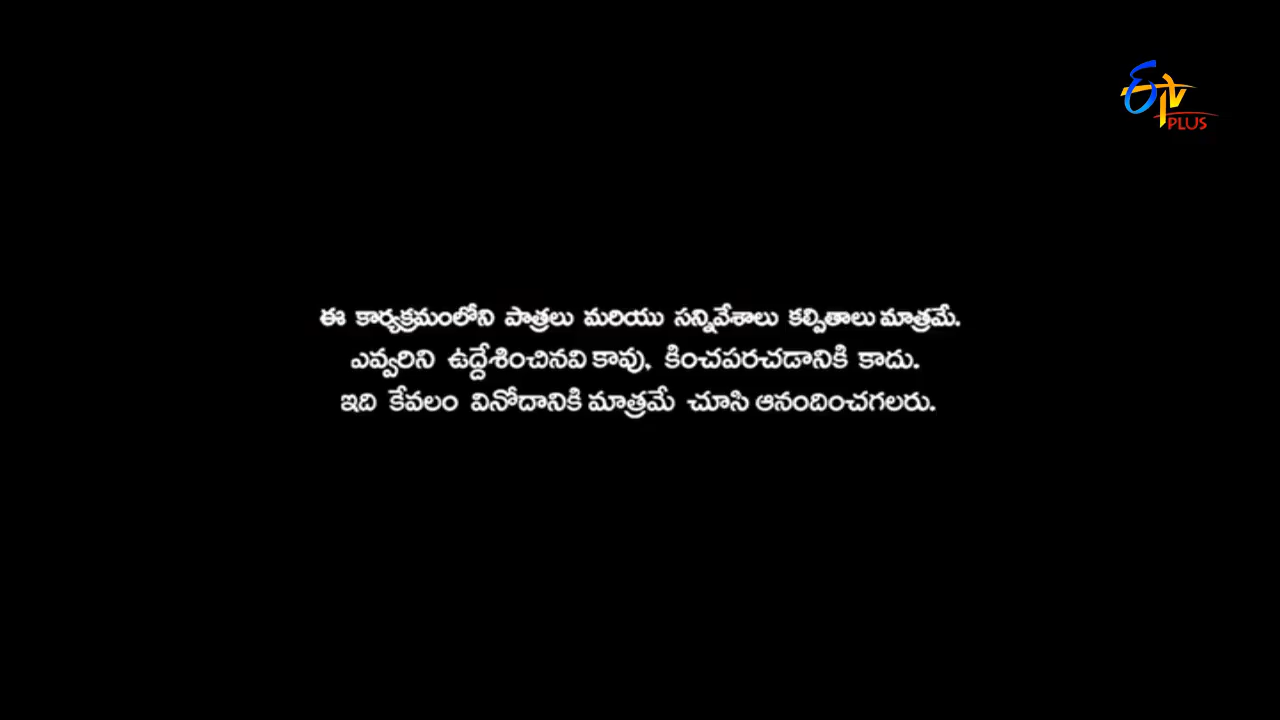 ETV
PLUS
ఈ కార్యక్రమంలోని పాత్రలు మరియు సన్నివేశాలు కల్పితాలు మాత్రమే.
ఎవ్వరిని ఉద్దేశించినవి కావు, కించపరచడానికి కాదు.
ఇది కేవలం వినోదానికి మాత్రమే చూసి ఆనందించగలరు.